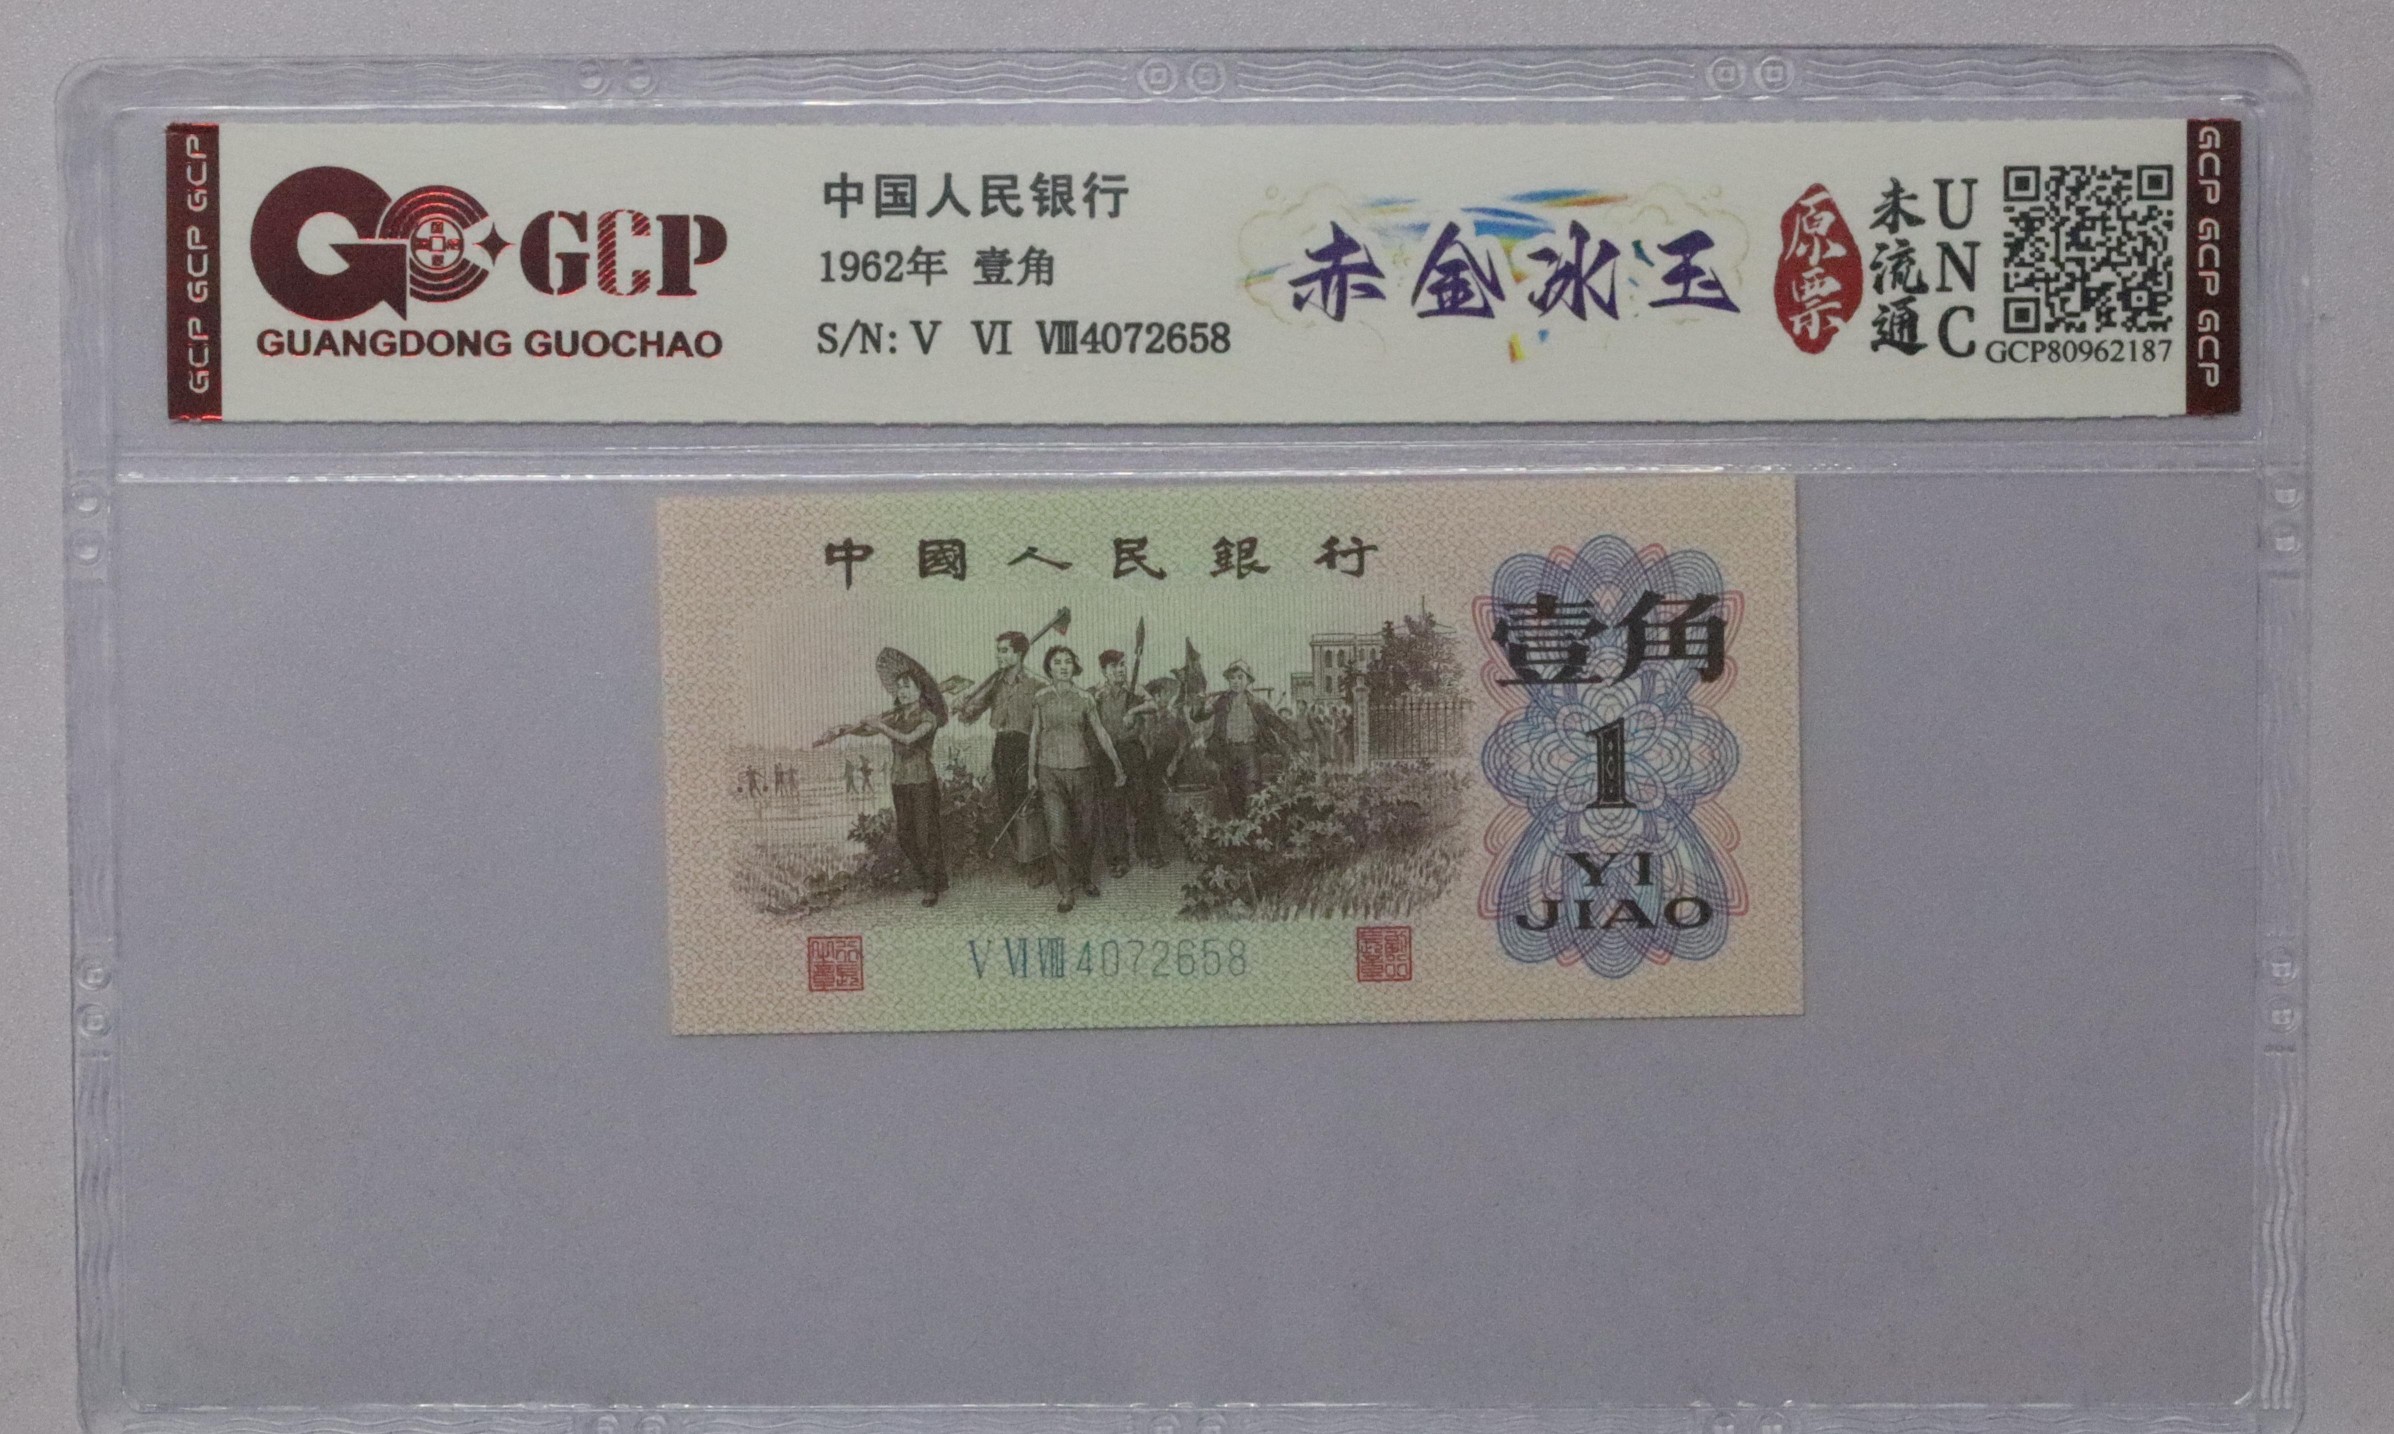 GCP GCP GCP
GCP
GUANGDONG GUOCHAO
中国人民银行
1962年 壹角
S/N: V VI VIII4072658
赤金冰玉
原票
未流通
UNC
GCP80962187
GCP GCP GCP
中國人民銀行
壹角
1
YI
JIAO
V VI VIII 4072658